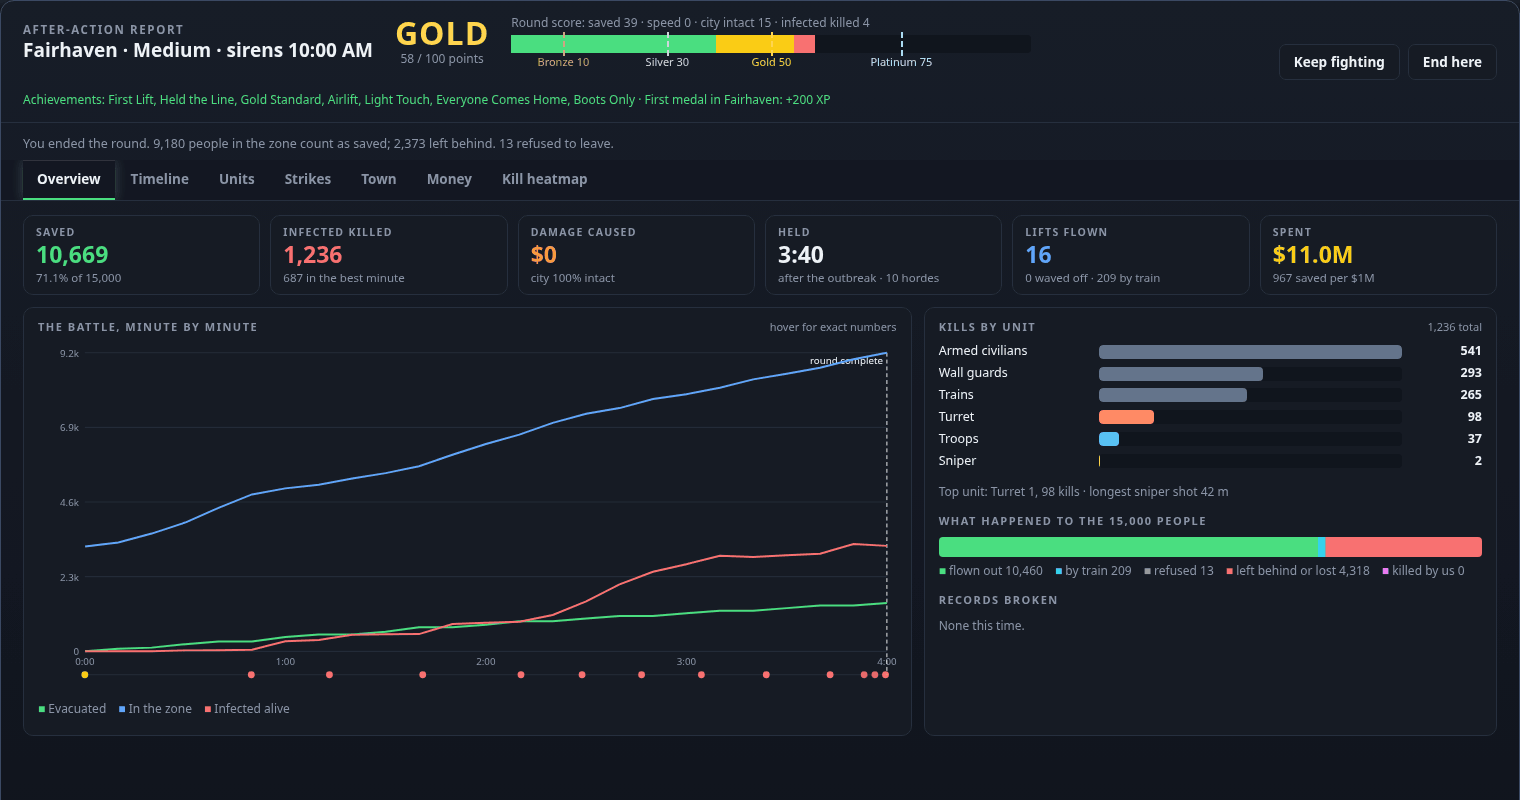 AFTER-ACTION REPORT
Fairhaven · Medium · sirens 10:00 AM
GOLD
58 / 100 points
Round score: saved 39 · speed 0 · city intact 15 · infected killed 4
Bronze 10
Silver 30
Gold 50
Platinum 75
Keep fighting
End here
Achievements: First Lift, Held the Line, Gold Standard, Airlift, Light Touch, Everyone Comes Home, Boots Only · First medal in Fairhaven: +200 XP
You ended the round. 9,180 people in the zone count as saved; 2,373 left behind. 13 refused to leave.
Overview
Timeline
Units
Strikes
Town
Money
Kill heatmap
SAVED
10,669
71.1% of 15,000
INFECTED KILLED
1,236
687 in the best minute
DAMAGE CAUSED
$0
city 100% intact
HELD
3:40
after the outbreak · 10 hordes
LIFTS FLOWN
16
0 waved off · 209 by train
SPENT
$11.0M
967 saved per $1M
THE BATTLE, MINUTE BY MINUTE
hover for exact numbers
9.2k
round complete
6.9k
4.6k
2.3k
0
0:00
1:00
2:00
3:00
4:00
Evacuated
In the zone
Infected alive
KILLS BY UNIT
1,236 total
Armed civilians
541
Wall guards
293
Trains
265
Turret
98
Troops
37
Sniper
2
Top unit: Turret 1, 98 kills · longest sniper shot 42 m
WHAT HAPPENED TO THE 15,000 PEOPLE
flown out 10,460
by train 209
refused 13
left behind or lost 4,318
killed by us 0
RECORDS BROKEN
None this time.